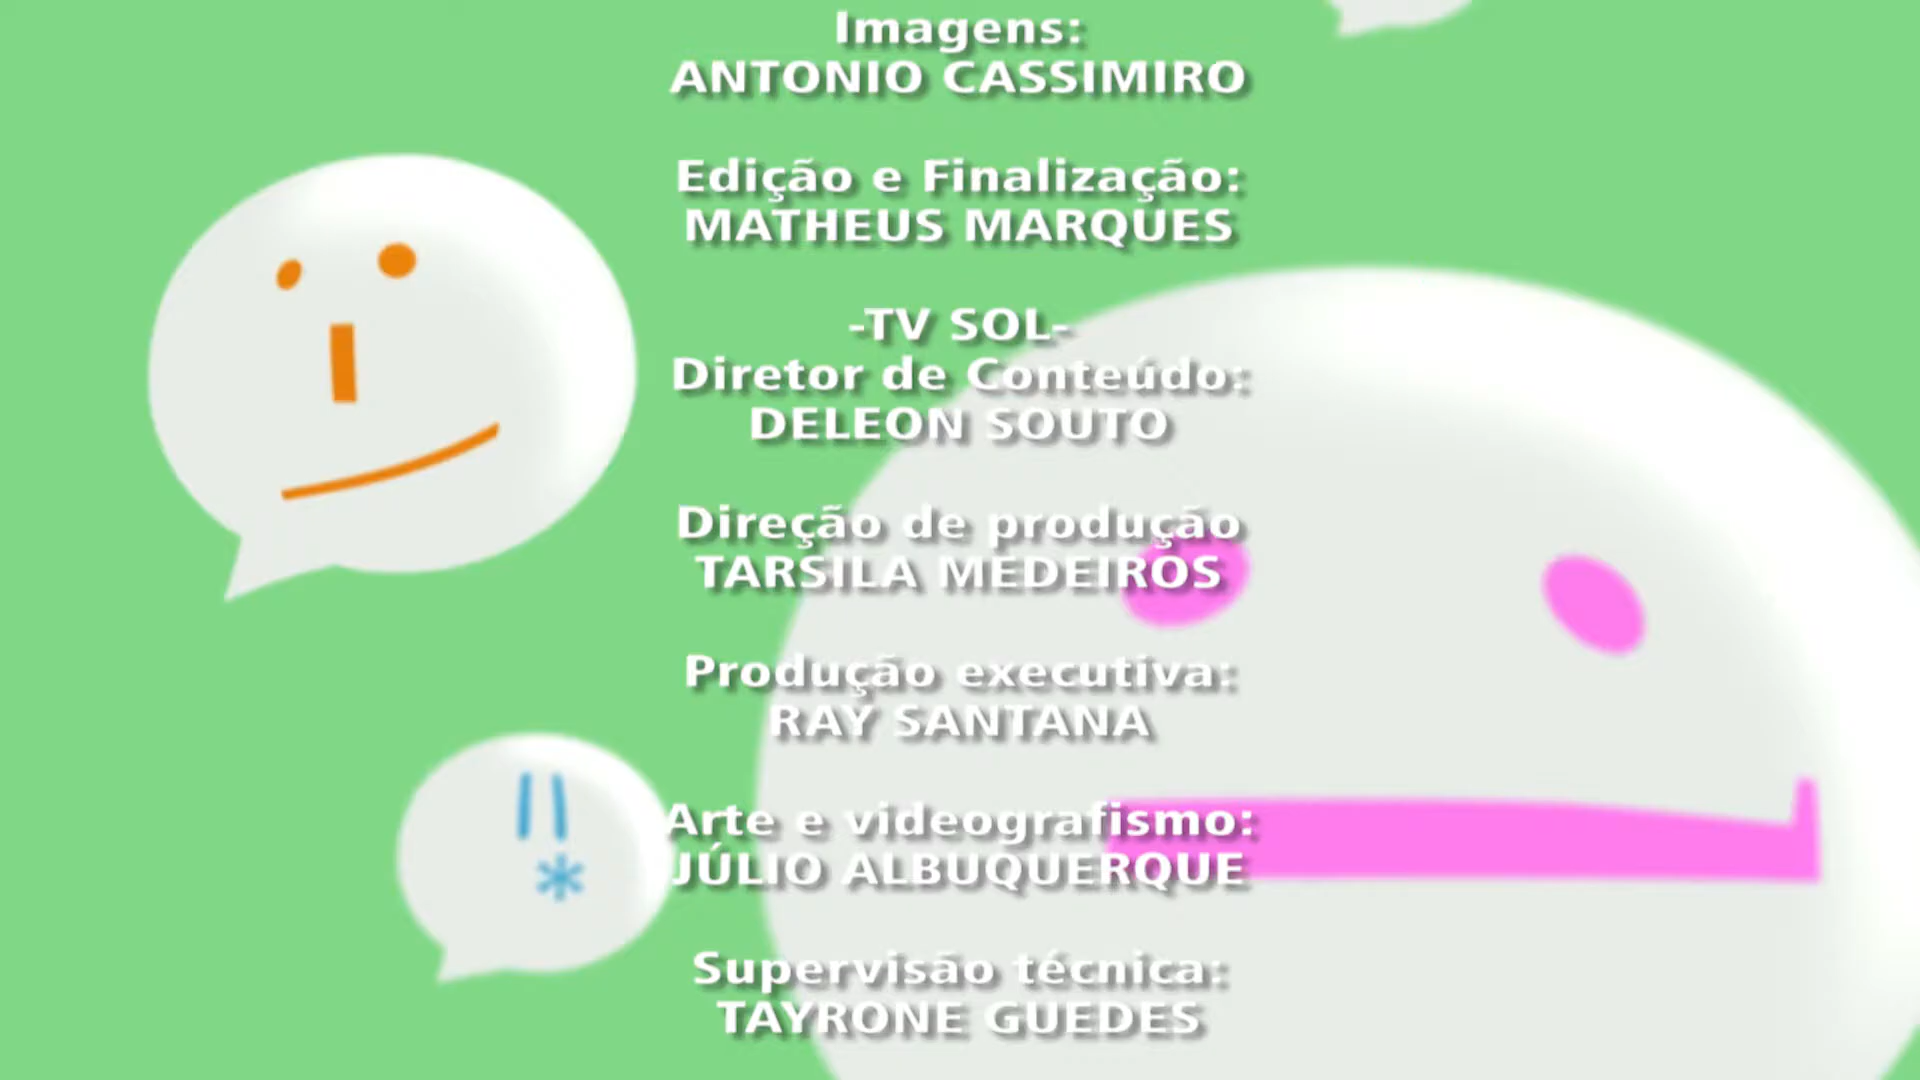 Imagens:
ANTONIO CASSIMIRO
Edição e Finalização:
MATHEUS MARQUES
-TV SOL-
Diretor de Conteúdo:
DELEON SOUTO
Direção de produção
TARSILA MEDEIROS
Produção executiva:
RAY SANTANA
Arte e videografismo:
JÚLIO ALBUQUERQUE
Supervisão técnica:
TAYRONE GUEDES